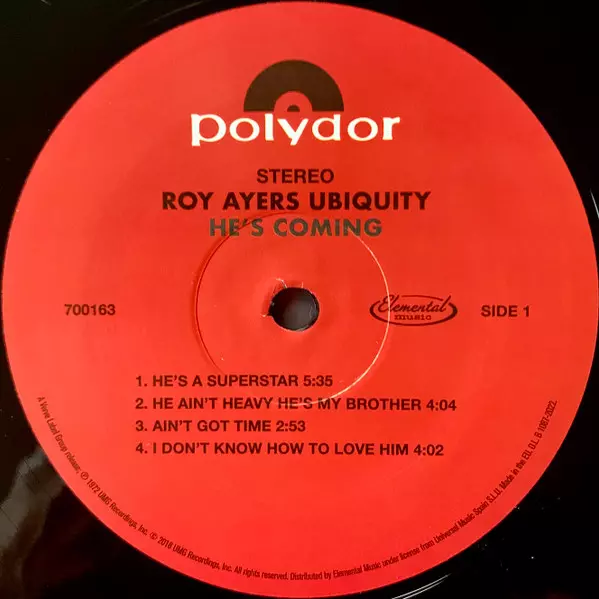 polydor
STEREO
ROY AYERS UBIQUITY
HE'S COMING
700163
Elemental
music
SIDE 1
1. HE'S A SUPERSTAR 5:35
2. HE AIN'T HEAVY HE'S MY BROTHER 4:04
3. AIN'T GOT TIME 2:53
4. I DON'T KNOW HOW TO LOVE HIM 4:02
A Verve Label Group release; ℗ 1972 UMG Recordings, Inc. © 2018 UMG Recordings, Inc. All rights reserved. Distributed by Elemental Music under license from Universal Music Spain S.L.U. Made in the EU. D.L. B 1087-2022.